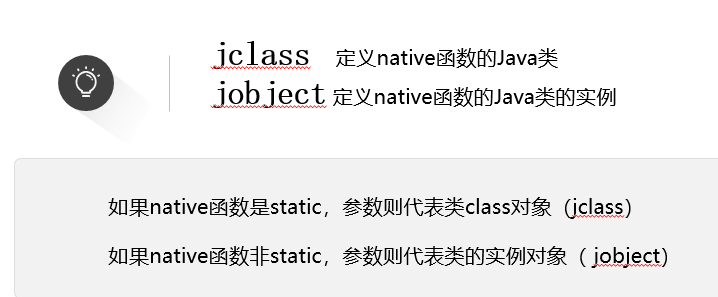 jclass 定义native函数的Java类
jobject 定义native函数的Java类的实例
如果native函数是static，参数则代表类class对象（jclass）
如果native函数非static，参数则代表类的实例对象（ jobject）